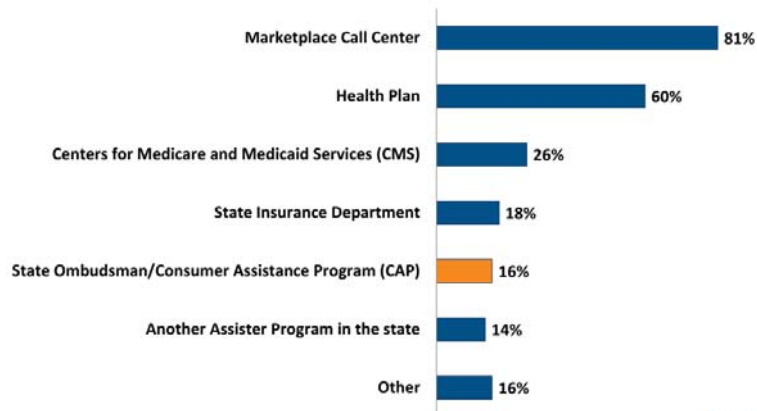 Marketplace Call Center 81%
Health Plan 60%
Centers for Medicare and Medicaid Services (CMS) 26%
State Insurance Department 18%
State Ombudsman/Consumer Assistance Program (CAP) 16%
Another Assister Program in the state 14%
Other 16%